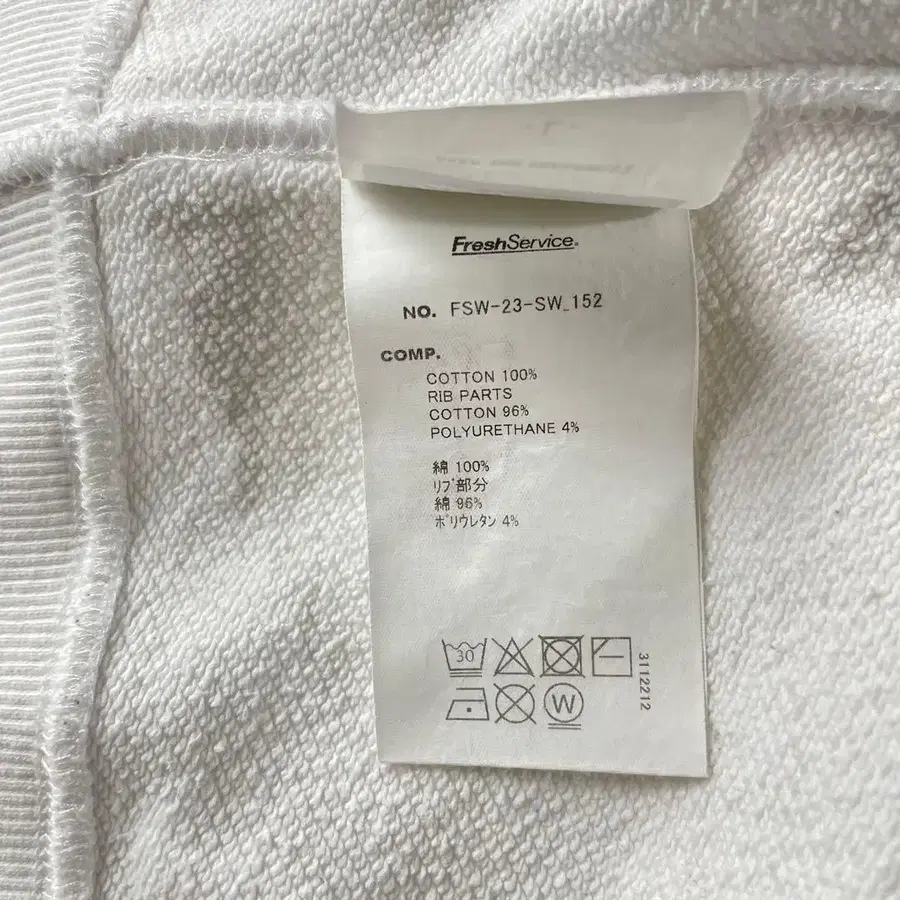 FreshService®
NO. FSW-23-SW_152
COMP.
COTTON 100%
RIB PARTS
COTTON 96%
POLYURETHANE 4%
綿 100%
リブ部分
綿 96%
ポリウレタン 4%
30
W
3112212